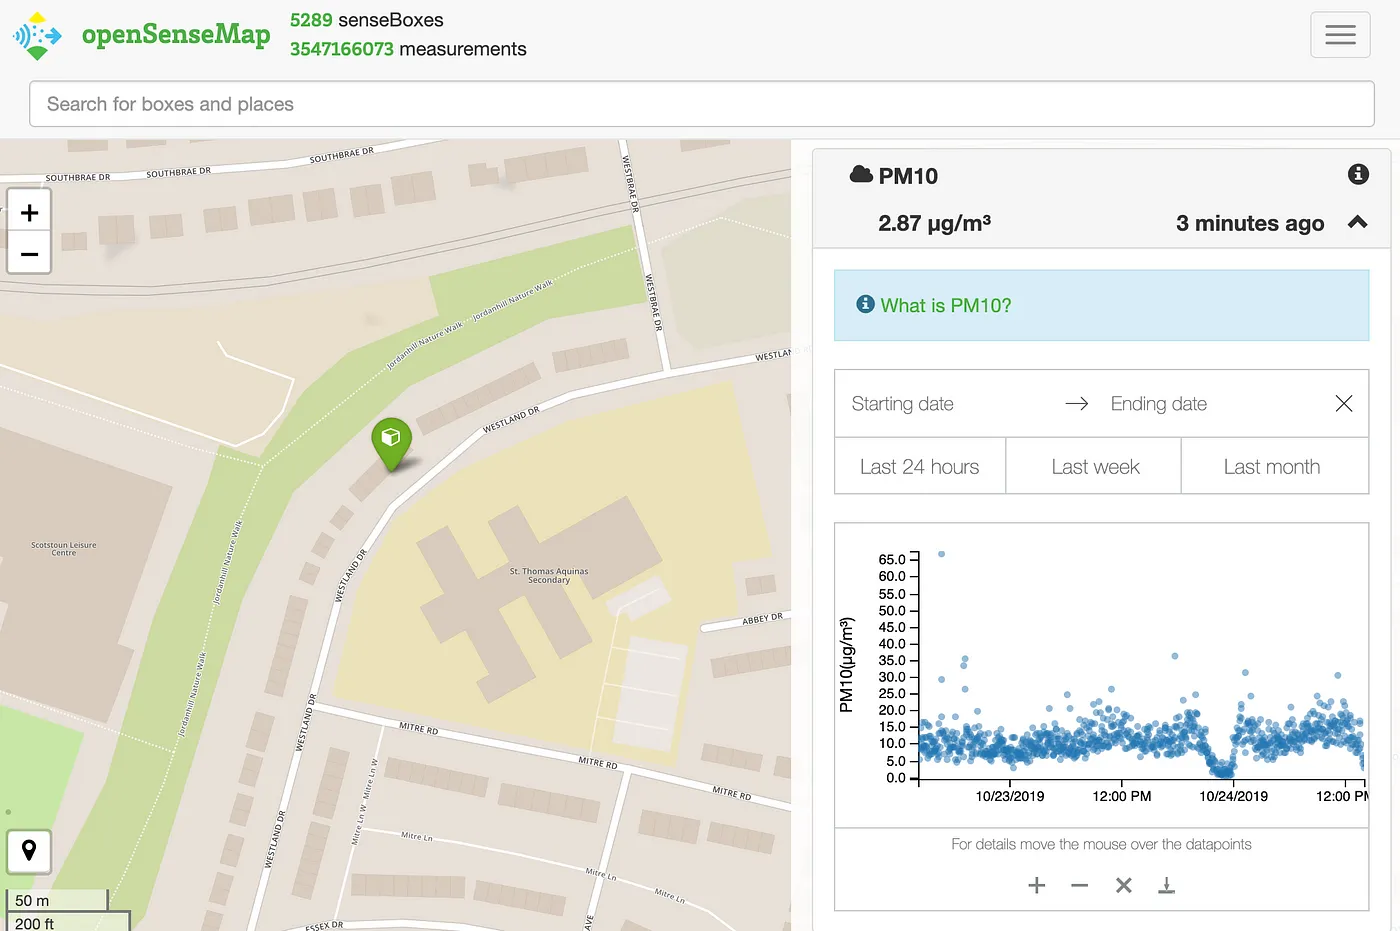 openSenseMap
5289 senseBoxes
3547166073 measurements
Search for boxes and places
SOUTHBRAE DR
SOUTHBRAE DR
SOUTHBRAE DR
WESTBRAE DR
WESTBRAE DR
+
−
Jordanhill Nature Walk
Jordanhill Nature Walk
WESTLAN
WESTLAND DR
Scotstoun Leisure
Centre
Jordanhill Nature Walk
WESTLAND DR
St. Thomas Aquinas
Secondary
ABBEY DR
Jordanhill Nature Walk
WESTLAND DR
MITRE RD
MITRE RD
MITRE RD
Mitre Ln W
Mitre Ln W
WESTLAND DR
Mitre Ln
Mitre Ln
Mitre Ln
ESSEX DR
AVE
50 m
200 ft
PM10
2.87 µg/m³
3 minutes ago
What is PM10?
Starting date → Ending date
Last 24 hours
Last week
Last month
PM10(µg/m³)
65.0
60.0
55.0
50.0
45.0
40.0
35.0
30.0
25.0
20.0
15.0
10.0
5.0
0.0
10/23/2019
12:00 PM
10/24/2019
12:00 PM
For details move the mouse over the datapoints